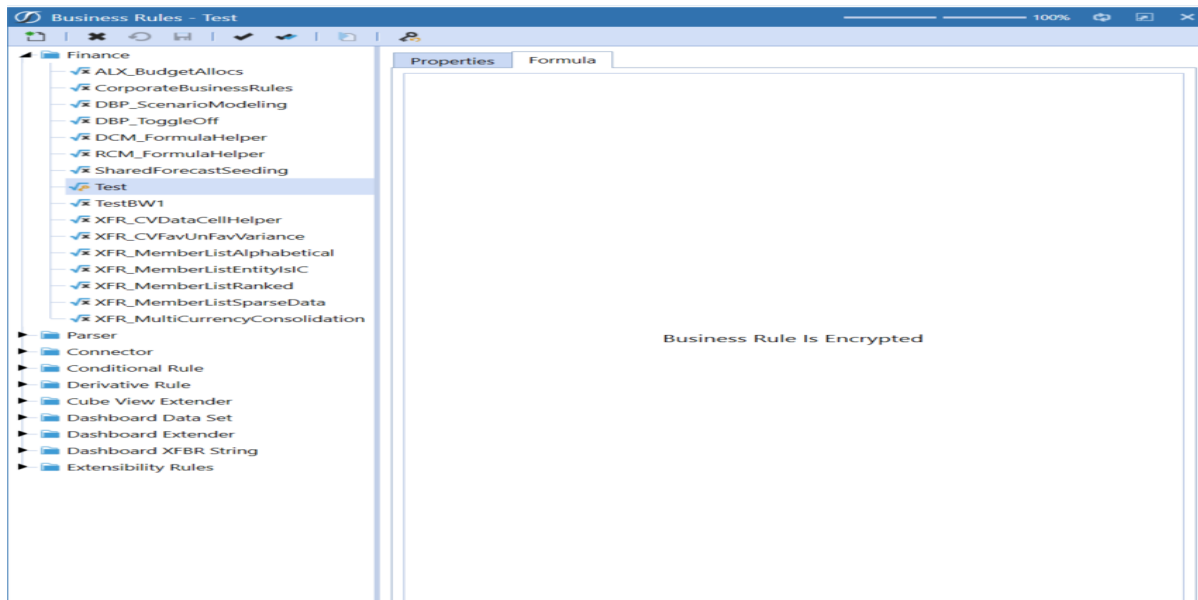 Business Rules - Test
100%
Finance
ALX_BudgetAllocs
CorporateBusinessRules
DBP_ScenarioModeling
DBP_ToggleOff
DCM_FormulaHelper
RCM_FormulaHelper
SharedForecastSeeding
Test
TestBW1
XFR_CVDataCellHelper
XFR_CVFavUnFavVariance
XFR_MemberListAlphabetical
XFR_MemberListEntityIsIC
XFR_MemberListRanked
XFR_MemberListSparseData
XFR_MultiCurrencyConsolidation
Parser
Connector
Conditional Rule
Derivative Rule
Cube View Extender
Dashboard Data Set
Dashboard Extender
Dashboard XFBR String
Extensibility Rules
Properties
Formula
Business Rule Is Encrypted